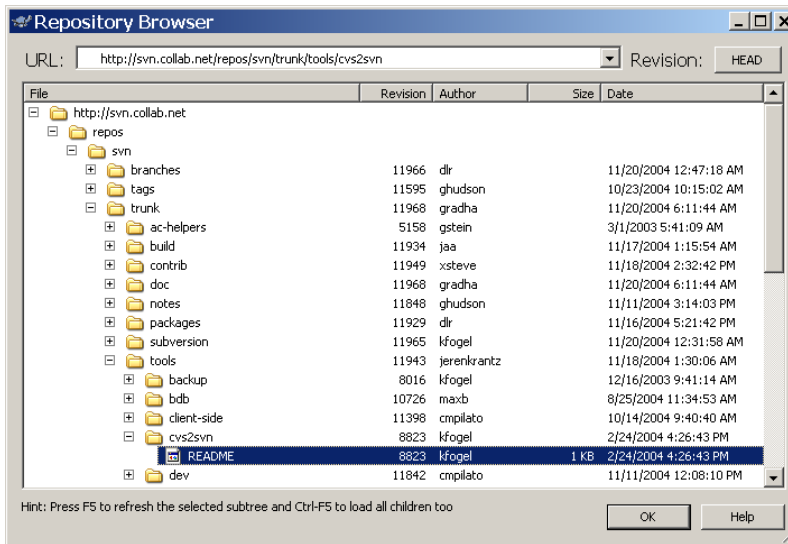 Repository Browser
URL: http://svn.collab.net/repos/svn/trunk/tools/cvs2svn Revision: HEAD
File Revision Author Size Date
http://svn.collab.net
repos
svn
branches 11966 dlr 11/20/2004 12:47:18 AM
tags 11595 ghudson 10/23/2004 10:15:02 AM
trunk 11968 gradha 11/20/2004 6:11:44 AM
ac-helpers 5158 gstein 3/1/2003 5:41:09 AM
build 11934 jaa 11/17/2004 1:15:54 AM
contrib 11949 xsteve 11/18/2004 2:32:42 PM
doc 11968 gradha 11/20/2004 6:11:44 AM
notes 11848 ghudson 11/11/2004 3:14:03 PM
packages 11929 dlr 11/16/2004 5:21:42 PM
subversion 11965 kfogel 11/20/2004 12:31:58 AM
tools 11943 jerenkrantz 11/18/2004 1:30:06 AM
backup 8016 kfogel 12/16/2003 9:41:14 AM
bdb 10726 maxb 8/25/2004 11:34:53 AM
client-side 11398 cmpilato 10/14/2004 9:40:40 AM
cvs2svn 8823 kfogel 2/24/2004 4:26:43 PM
README 8823 kfogel 1 KB 2/24/2004 4:26:43 PM
dev 11842 cmpilato 11/11/2004 12:08:10 PM
Hint: Press F5 to refresh the selected subtree and Ctrl-F5 to load all children too
OK Help